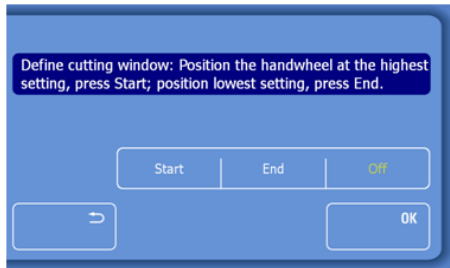 Define cutting window: Position the handwheel at the highest
setting, press Start; position lowest setting, press End.
Start End Off
OK